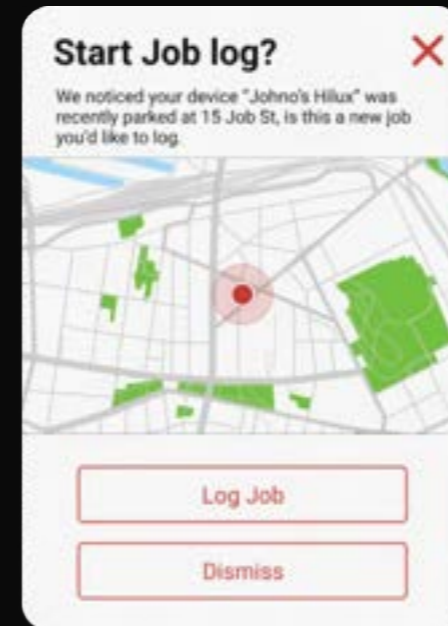 Start Job log?
We noticed your device "Johno's Hilux" was
recently parked at 15 Job St, is this a new job
you'd like to log.
Log Job
Dismiss